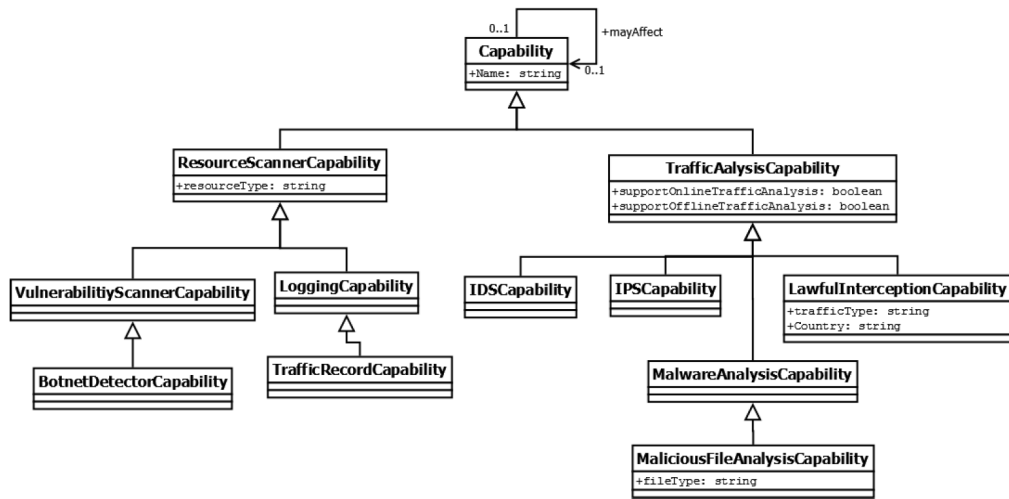 0..1
+mayAffect
Capability
+Name: string
0..1
ResourceScannerCapability
+resourceType: string
TrafficAalysisCapability
+supportOnlineTrafficAnalysis: boolean
+supportOfflineTrafficAnalysis: boolean
VulnerabilitiyScannerCapability
LoggingCapability
IDSCapability
IPSCapability
LawfulInterceptionCapability
+trafficType: string
+Country: string
BotnetDetectorCapability
TrafficRecordCapability
MalwareAnalysisCapability
MaliciousFileAnalysisCapability
+fileType: string